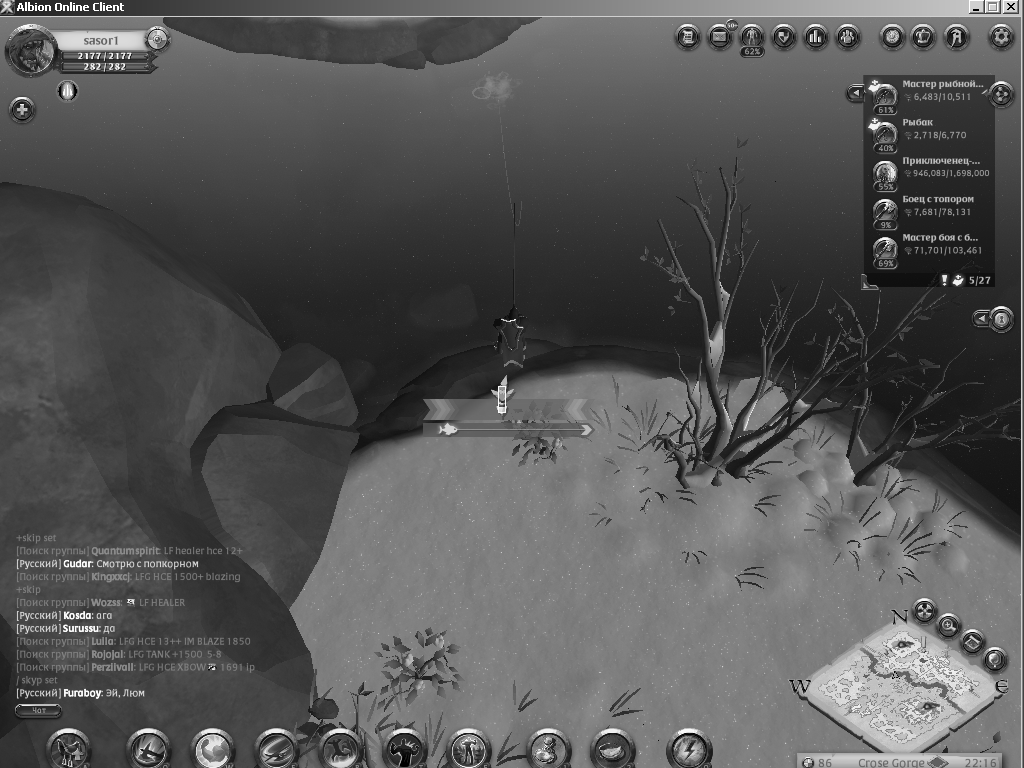 Albion Online Client
sasor1
2177/2177
282/282
50+
62%
Мастер рыбной...
6,483/10,511
61%
Рыбак
2,718/6,770
40%
Приключенец-...
946,083/1,698,000
55%
Боец с топором
7,681/78,131
9%
Мастер боя с б...
71,701/103,461
69%
5/27
+skip set
[Поиск группы] Quantumspirit: LF healer hce 12+
[Русский] Gudar: Смотрю с попкорном
[Поиск группы] Kingxxcj: LFG HCE 1500+ blazing
+skip
[Поиск группы] Wozss: LF HEALER
[Русский] Kosda: ага
[Русский] Surussu: да
[Поиск группы] Lulla: LFG HCE 13++ IM BLAZE 1850
[Поиск группы] Rojojal: LFG TANK +1500 5-8
[Поиск группы] Perzlivall: LFG HCE XBOW 1691 ip
/ skyp set
[Русский] Furaboy: Эй, Люм
Чат
N
W
E
86 Crose Gorge 22:16